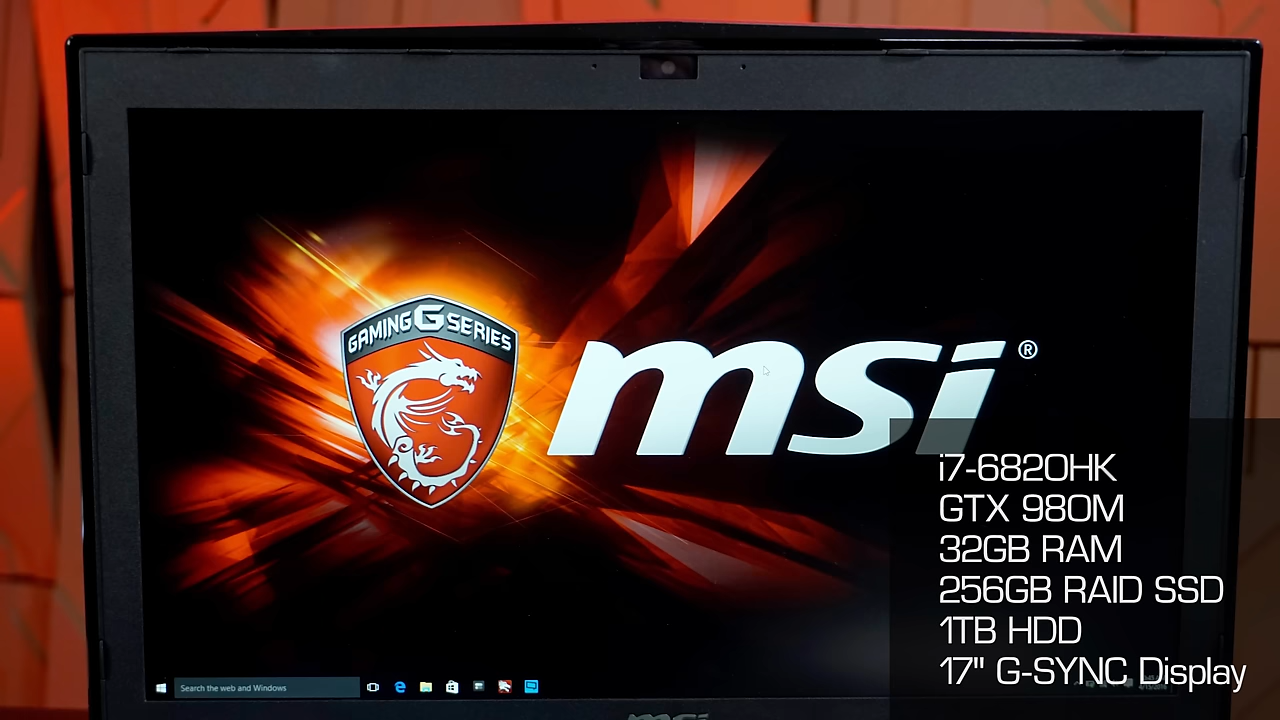 GAMING G SERIES
msi®
i7-6820HK
GTX 980M
32GB RAM
256GB RAID SSD
1TB HDD
17" G-SYNC Display
Search the web and Windows
msi